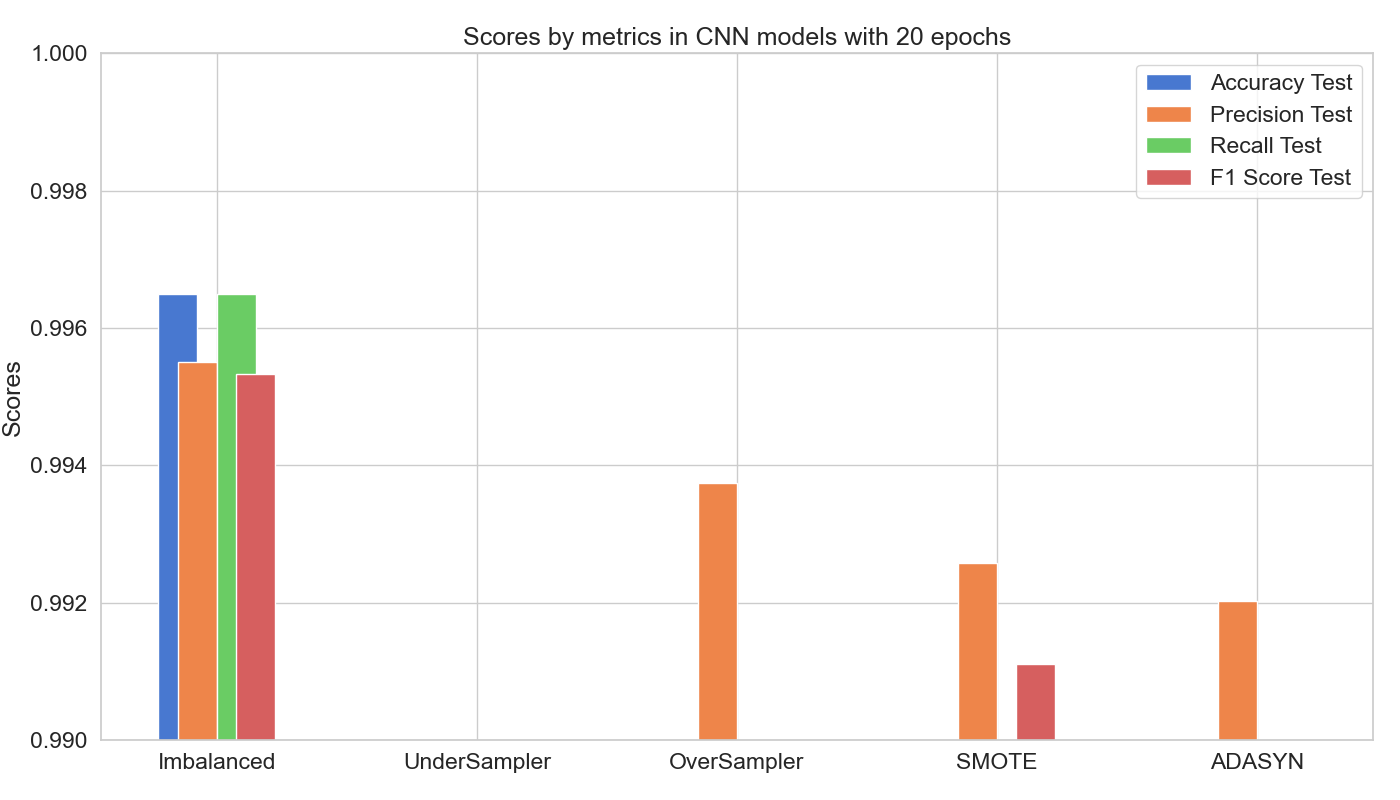 Scores by metrics in CNN models with 20 epochs
Accuracy Test
Precision Test
Recall Test
F1 Score Test
Scores
1.000
0.998
0.996
0.994
0.992
0.990
Imbalanced
UnderSampler
OverSampler
SMOTE
ADASYN